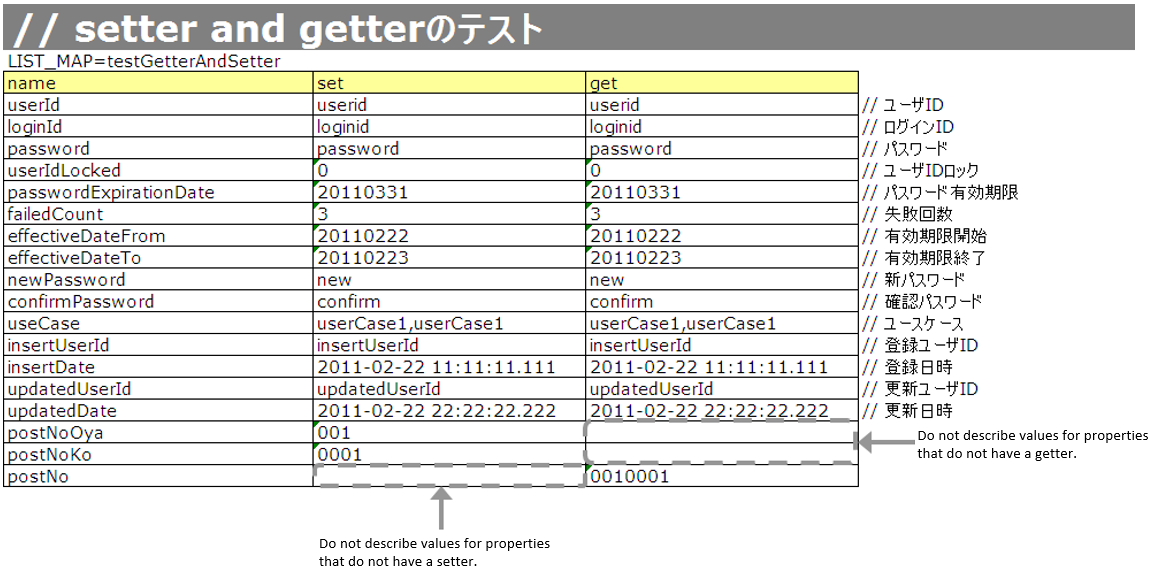 // setter and getterのテスト
LIST_MAP=testGetterAndSetter
name set get
userId userid userid // ユーザID
loginId loginid loginid // ログインID
password password password // パスワード
userIdLocked 0 0 // ユーザIDロック
passwordExpirationDate 20110331 20110331 // パスワード有効期限
failedCount 3 3 // 失敗回数
effectiveDateFrom 20110222 20110222 // 有効期限開始
effectiveDateTo 20110223 20110223 // 有効期限終了
newPassword new new // 新パスワード
confirmPassword confirm confirm // 確認パスワード
useCase userCase1,userCase1 userCase1,userCase1 // ユースケース
insertUserId insertUserId insertUserId // 登録ユーザID
insertDate 2011-02-22 11:11:11.111 2011-02-22 11:11:11.111 // 登録日時
updatedUserId updatedUserId updatedUserId // 更新ユーザID
updatedDate 2011-02-22 22:22:22.222 2011-02-22 22:22:22.222 // 更新日時
postNoOya 001
postNoKo 0001
postNo 0010001
Do not describe values for properties
that do not have a getter.
Do not describe values for properties
that do not have a setter.